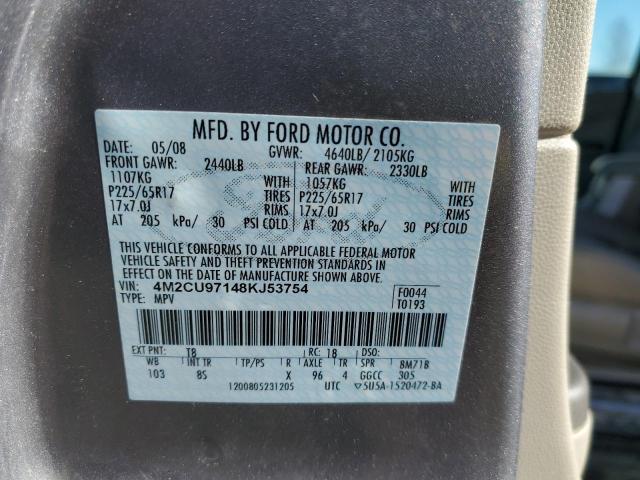 MFD. BY FORD MOTOR CO.
DATE: 05/08 GVWR: 4640LB/ 2105KG
FRONT GAWR: 2440LB REAR GAWR: 2330LB
1107KG WITH 1057KG WITH
P225/65R17 TIRES P225/65R17 TIRES
17x7.0J RIMS 17x7.0J RIMS
AT 205 kPa/ 30 PSI COLD AT 205 kPa/ 30 PSI COLD
THIS VEHICLE CONFORMS TO ALL APPLICABLE FEDERAL MOTOR
VEHICLE SAFETY AND THEFT PREVENTION STANDARDS IN
EFFECT ON THE DATE OF MANUFACTURE SHOWN ABOVE.
VIN: 4M2CU97148KJ53754 F0044
TYPE: MPV T0193
EXT PNT: T8 RC: 18 DSO:
WB INT TR TP/PS R AXLE TR SPR 8M71B
103 8S X 96 4 GGCC 305
1200805231205 UTC ▽5U5A-1520472-BA